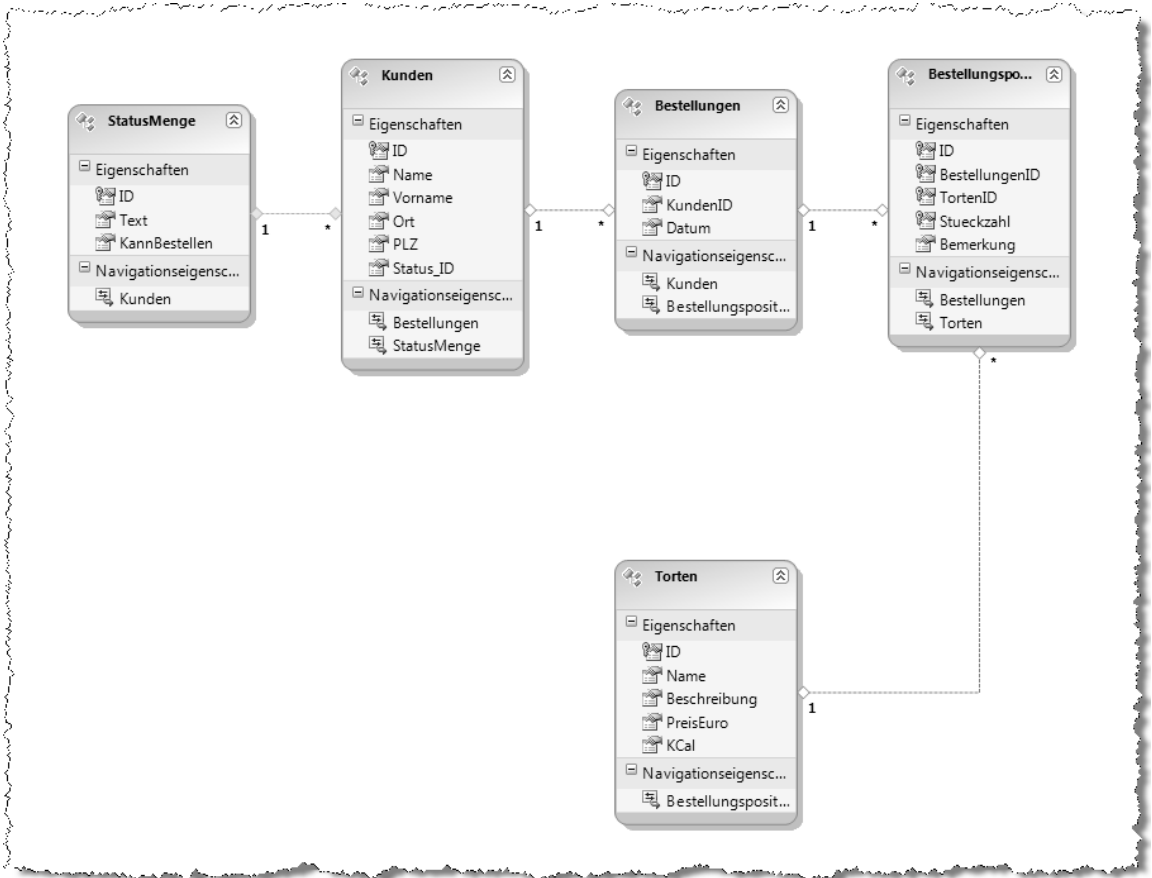 StatusMenge
Eigenschaften
ID
Text
KannBestellen
Navigationseigensc...
Kunden
1
*
Kunden
Eigenschaften
ID
Name
Vorname
Ort
PLZ
Status_ID
Navigationseigensc...
Bestellungen
StatusMenge
1
*
Bestellungen
Eigenschaften
ID
KundenID
Datum
Navigationseigensc...
Kunden
Bestellungsposit...
1
*
Bestellungspo...
Eigenschaften
ID
BestellungenID
TortenID
Stueckzahl
Bemerkung
Navigationseigensc...
Bestellungen
Torten
*
Torten
Eigenschaften
ID
Name
Beschreibung
PreisEuro
KCal
Navigationseigensc...
Bestellungsposit...
1